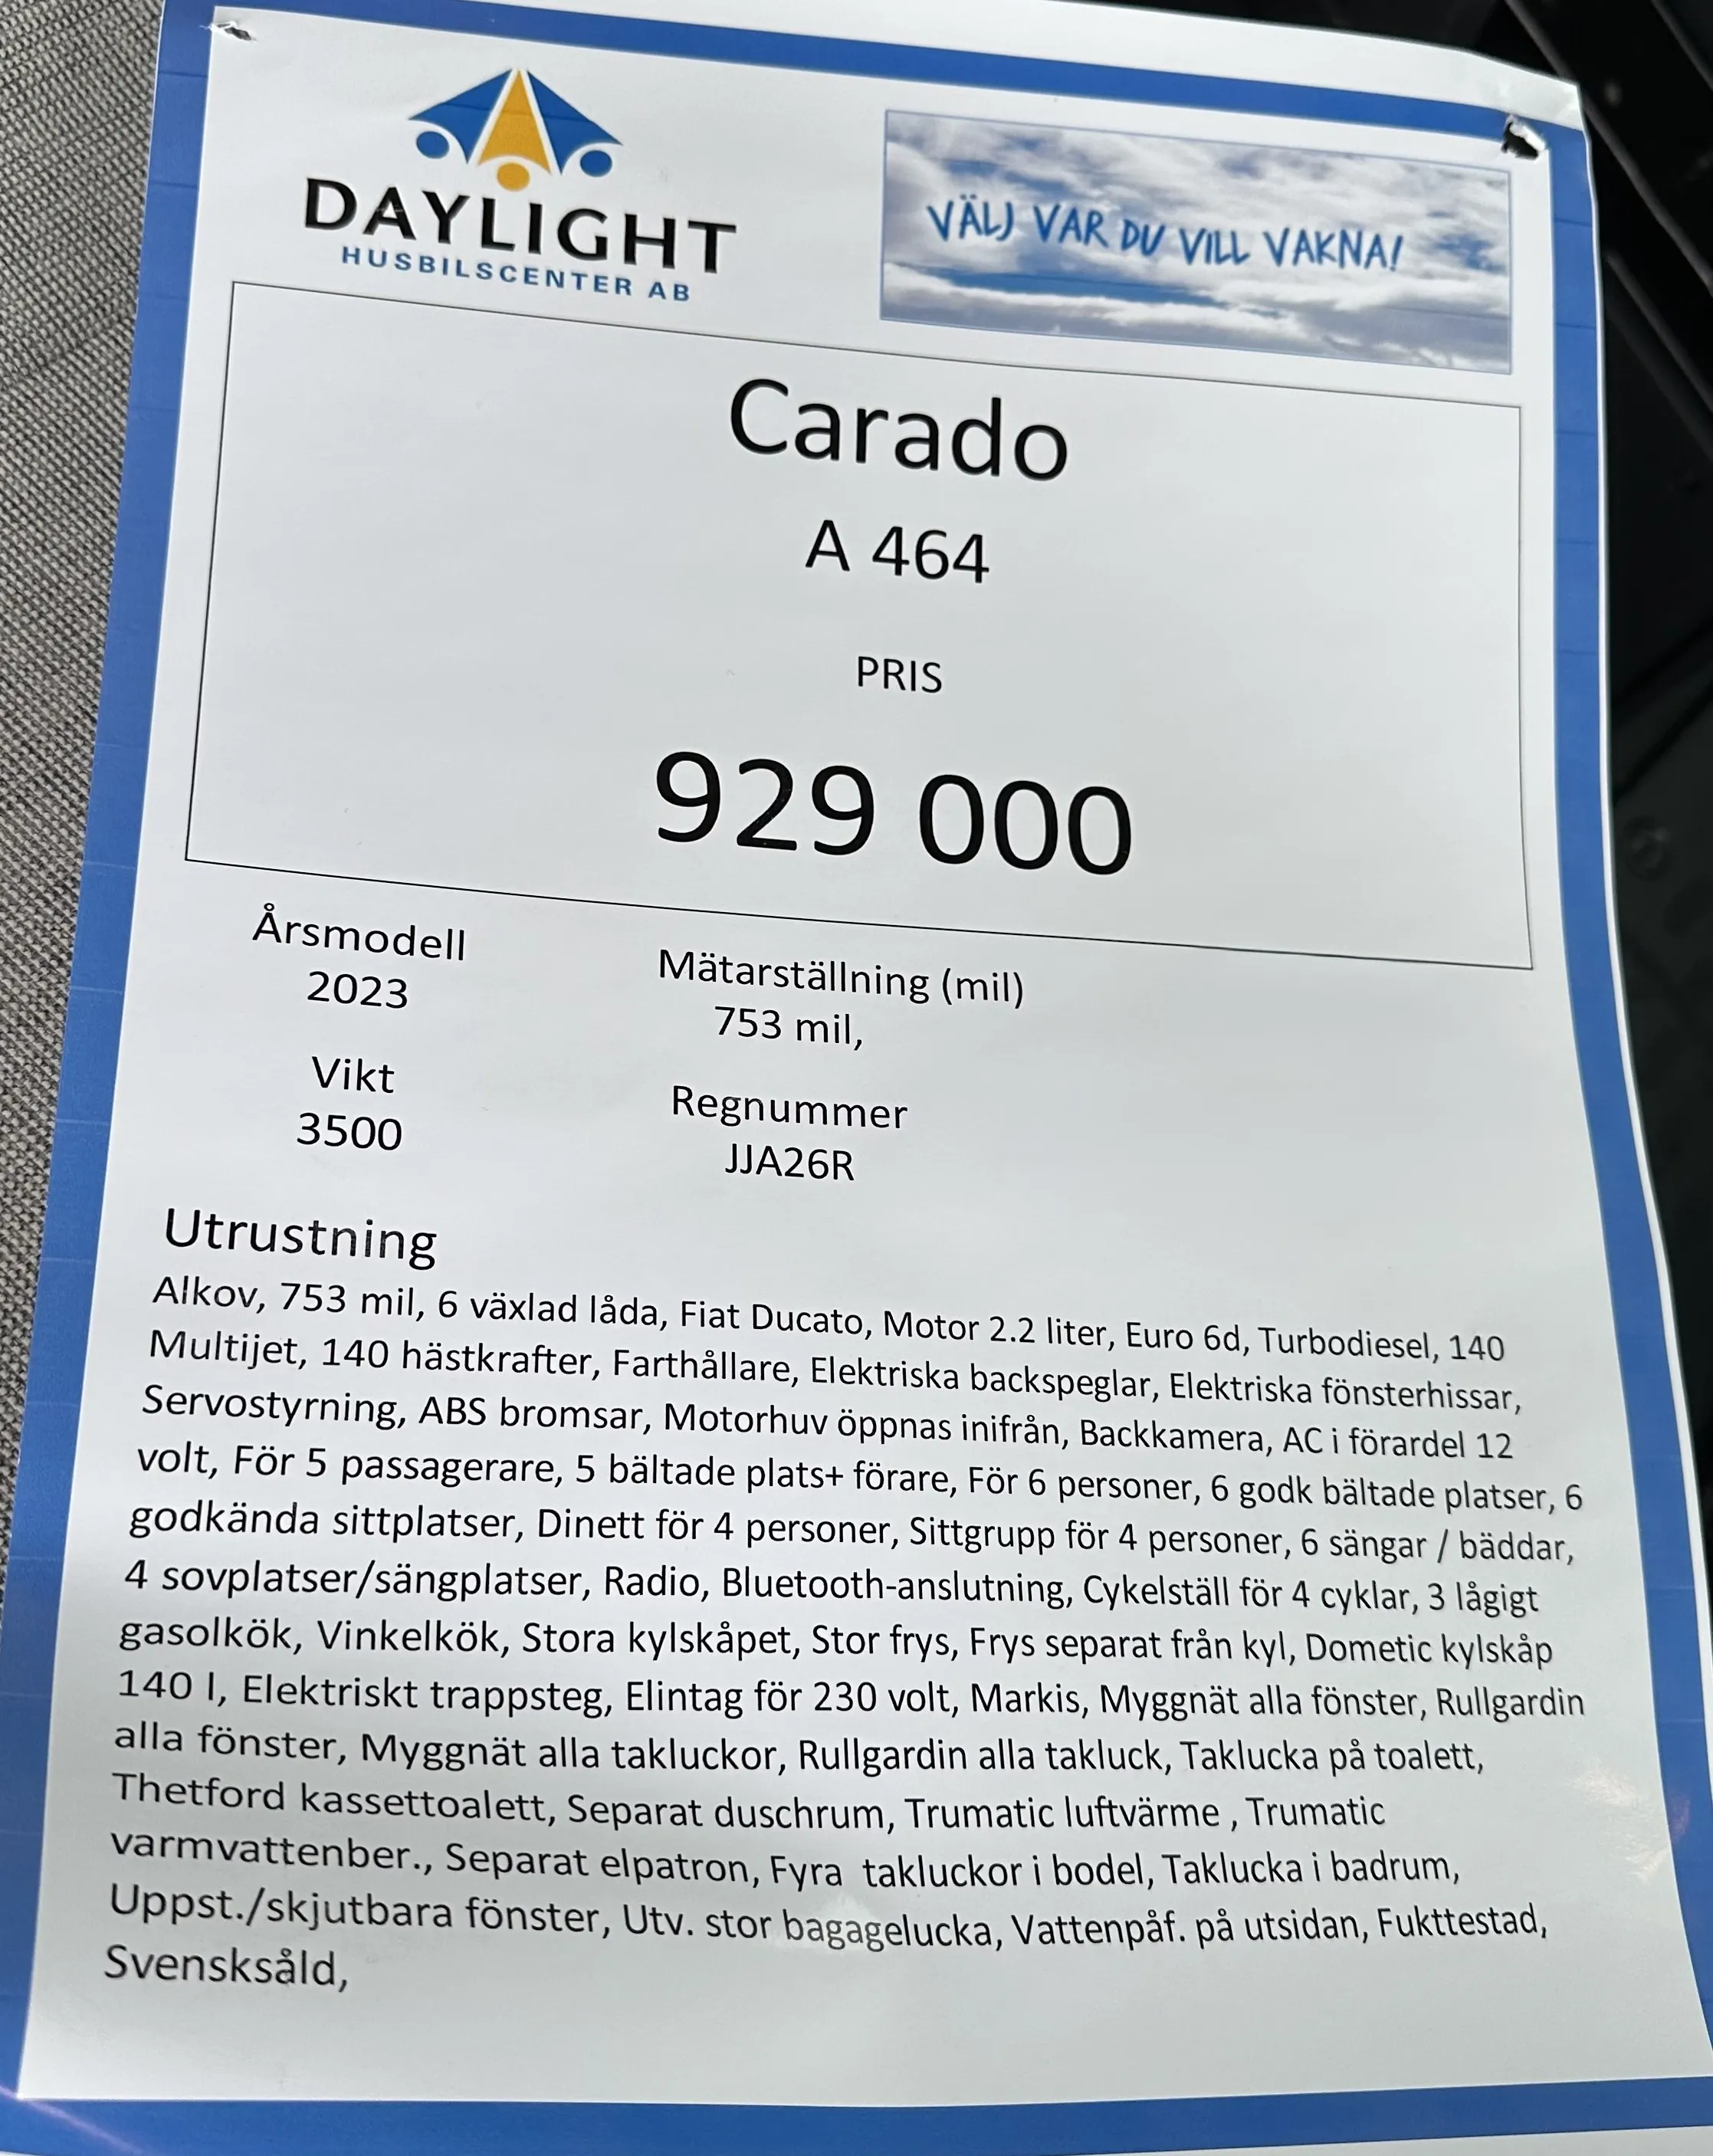 DAYLIGHT
HUSBILSCENTER AB
VÄLJ VAR DU VILL VAKNA!
Carado
A 464
PRIS
929 000
Årsmodell
2023
Mätarställning (mil)
753 mil,
Vikt
3500
Regnummer
JJA26R
Utrustning
Alkov, 753 mil, 6 växlad låda, Fiat Ducato, Motor 2.2 liter, Euro 6d, Turbodiesel, 140
Multijet, 140 hästkrafter, Farthållare, Elektriska backspeglar, Elektriska fönsterhissar,
Servostyrning, ABS bromsar, Motorhuv öppnas inifrån, Backkamera, AC i förardel 12
volt, För 5 passagerare, 5 bältade plats+ förare, För 6 personer, 6 godk bältade platser, 6
godkända sittplatser, Dinett för 4 personer, Sittgrupp för 4 personer, 6 sängar / bäddar,
4 sovplatser/sängplatser, Radio, Bluetooth-anslutning, Cykelställ för 4 cyklar, 3 lågigt
gasolkök, Vinkelkök, Stora kylskåpet, Stor frys, Frys separat från kyl, Dometic kylskåp
140 l, Elektriskt trappsteg, Elintag för 230 volt, Markis, Myggnät alla fönster, Rullgardin
alla fönster, Myggnät alla takluckor, Rullgardin alla takluck, Taklucka på toalett,
Thetford kassettoalett, Separat duschrum, Trumatic luftvärme , Trumatic
varmvattenber., Separat elpatron, Fyra  takluckor i bodel, Taklucka i badrum,
Uppst./skjutbara fönster, Utv. stor bagagelucka, Vattenpåf. på utsidan, Fukttestad,
Svensksåld,